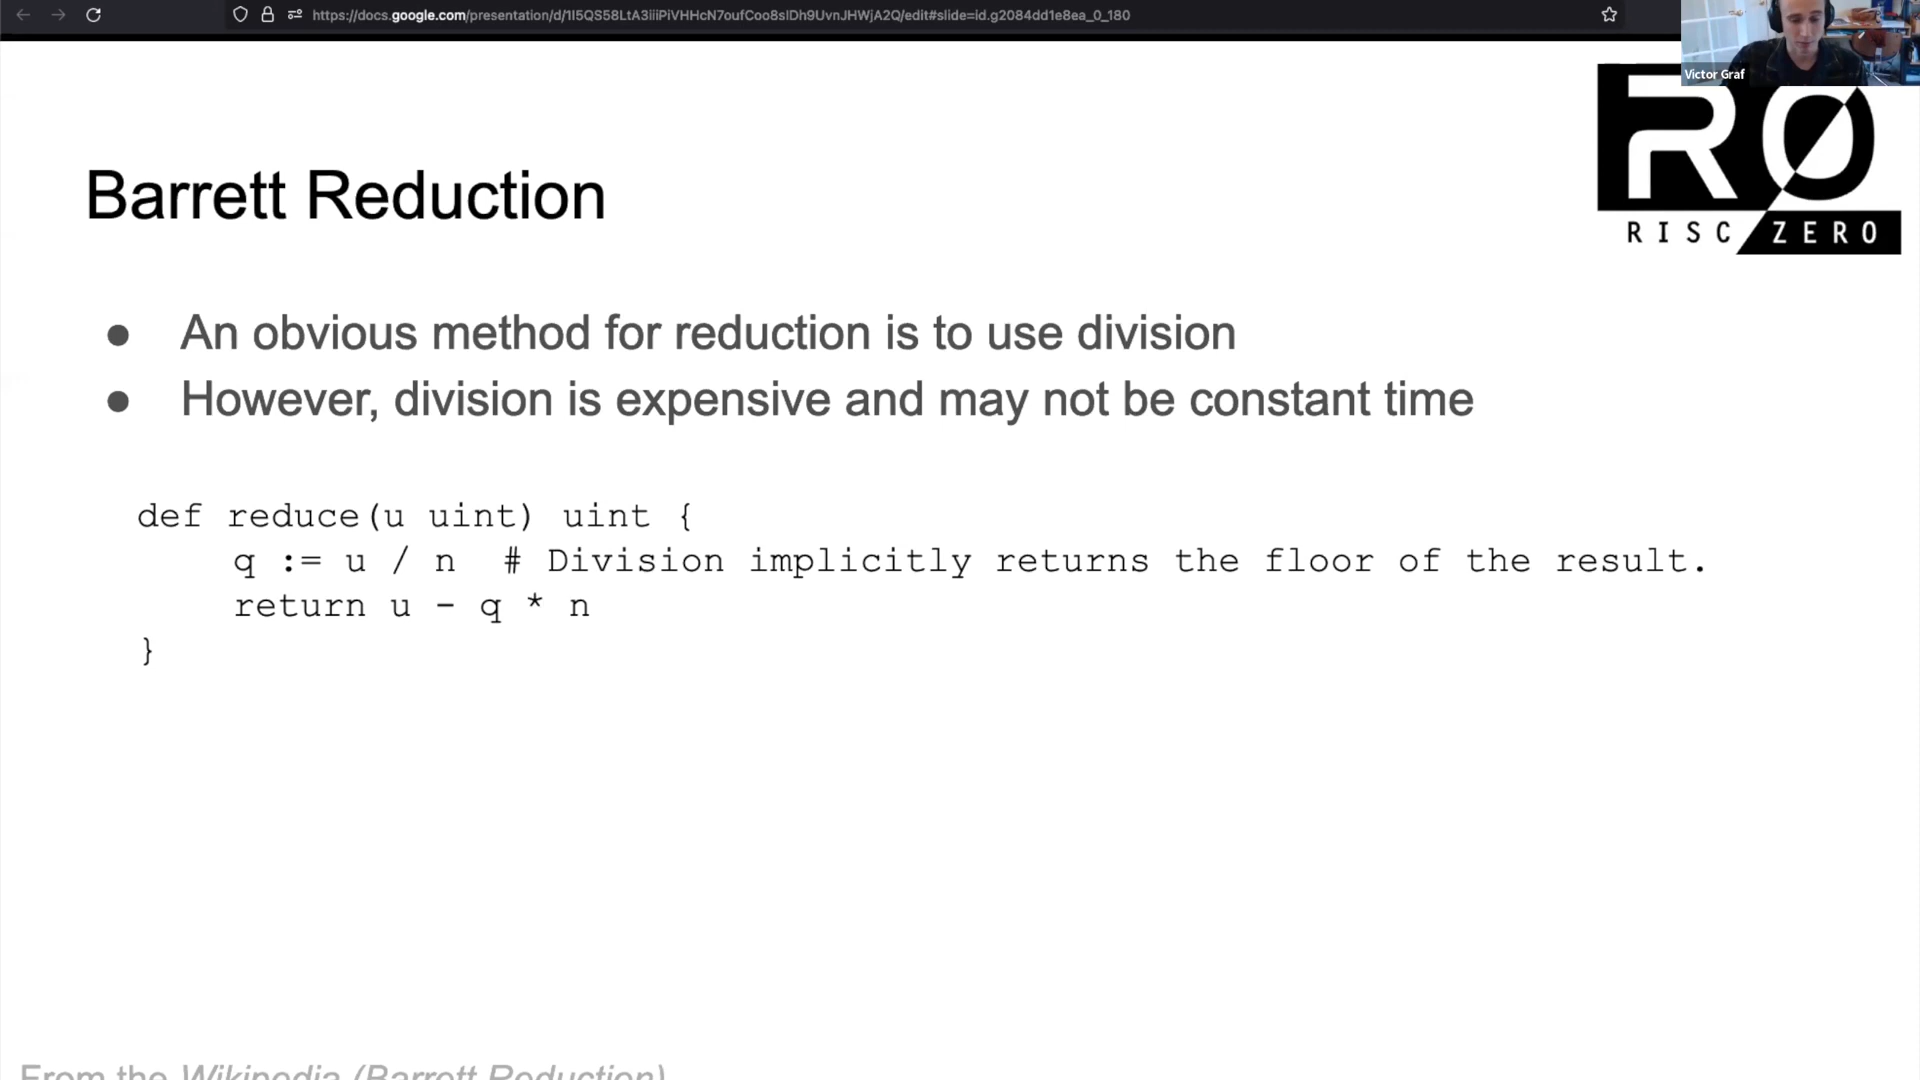 https://docs.google.com/presentation/d/1I5QS58LtA3iiiPiVHHcN7oufCoo8slDh9UvnJHWjA2Q/edit#slide=id.g2084dd1e8ea_0_180
Victor Graf
RISC ZERO
Barrett Reduction
● An obvious method for reduction is to use division
● However, division is expensive and may not be constant time
def reduce(u uint) uint {
q := u / n # Division implicitly returns the floor of the result.
return u - q * n
}
From the Wikipedia (Barrett Reduction)